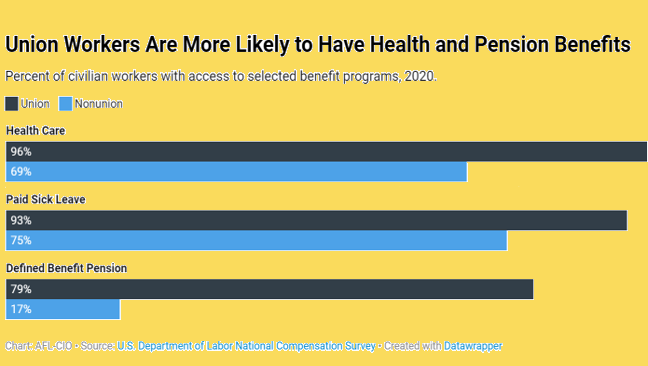 Union Workers Are More Likely to Have Health and Pension Benefits
Percent of civilian workers with access to selected benefit programs, 2020.
Union Nonunion
Health Care
96%
69%
Paid Sick Leave
93%
75%
Defined Benefit Pension
79%
17%
Chart: AFL-CIO • Source: U.S. Department of Labor National Compensation Survey • Created with Datawrapper